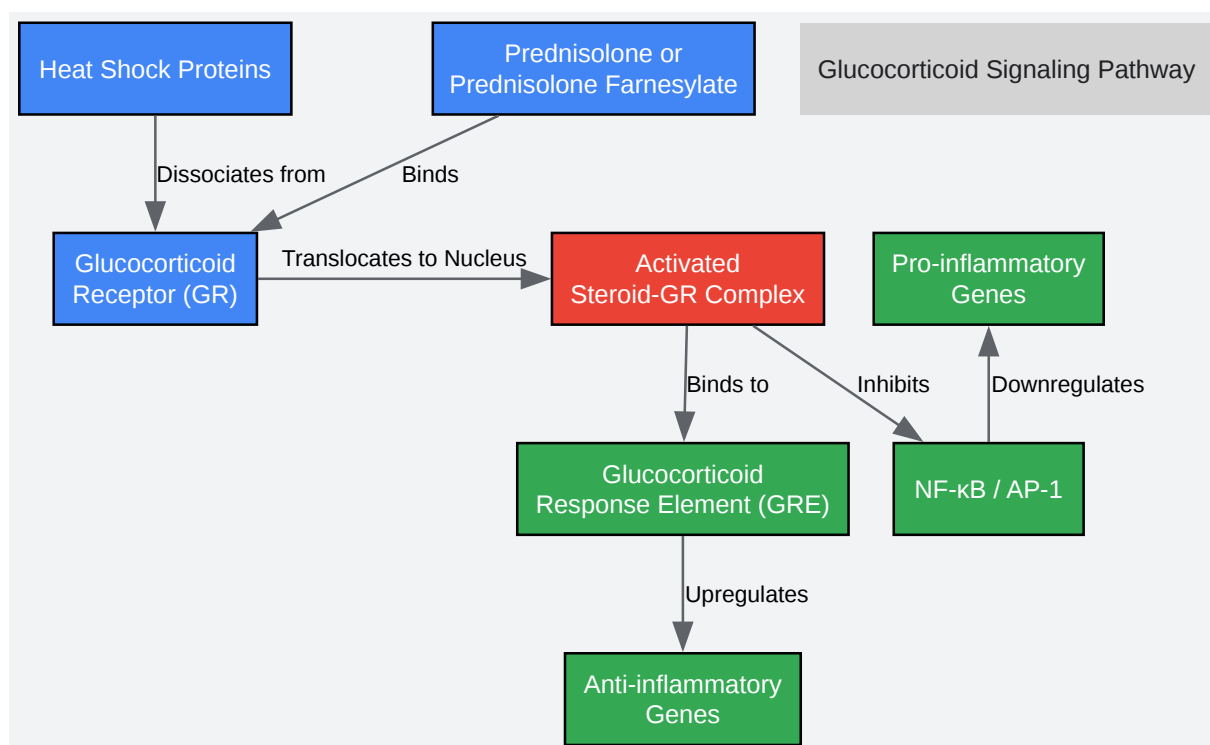 Heat Shock Proteins
Prednisolone or
Prednisolone Farnesylate
Glucocorticoid Signaling Pathway
Dissociates from
Binds
Glucocorticoid
Receptor (GR)
Translocates to Nucleus
Activated
Steroid-GR Complex
Pro-inflammatory
Genes
Binds to
Inhibits
Downregulates
Glucocorticoid
Response Element (GRE)
NF-κB / AP-1
Upregulates
Anti-inflammatory
Genes